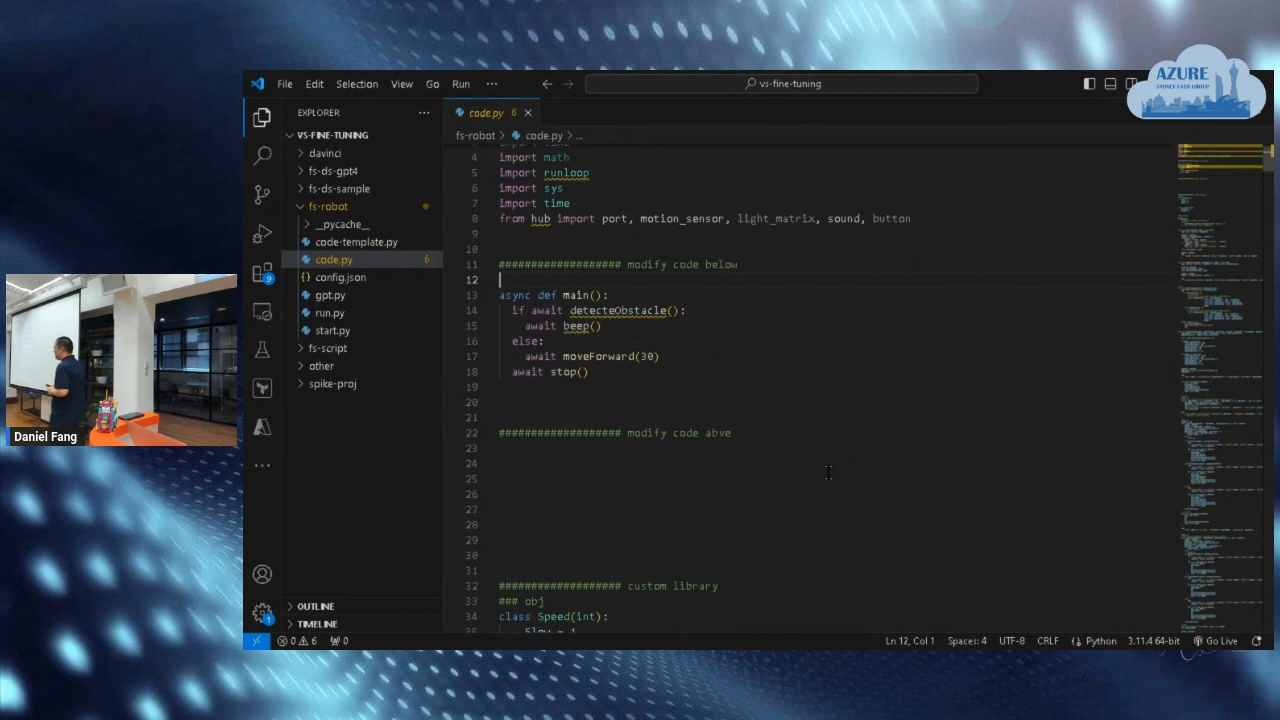 AZURE
SYDNEY USER GROUP
File Edit Selection View Go Run ...
vs-fine-tuning
EXPLORER
VS-FINE-TUNING
davinci
fs-ds-gpt4
fs-ds-sample
fs-robot
__pycache__
code-template.py
code.py 6
config.json
gpt.py
run.py
start.py
fs-script
other
spike-proj
OUTLINE
TIMELINE
9
1
code.py 6
fs-robot > code.py > ...
4 import math
5 import runloop
6 import sys
7 import time
8 from hub import port, motion_sensor, light_matrix, sound, button
9
10
11 ################### modify code below
12
13 async def main():
14 if await detecteObstacle():
15 await beep()
16 else:
17 await moveForward(30)
18 await stop()
19
20
21
22 ################### modify code abve
23
24
25
26
27
28
29
30
31
32 ################### custom library
33 ### obj
34 class Speed(int):
0 6 0
Ln 12, Col 1 Spaces: 4 UTF-8 CRLF Python 3.11.4 64-bit Go Live
Daniel Fang